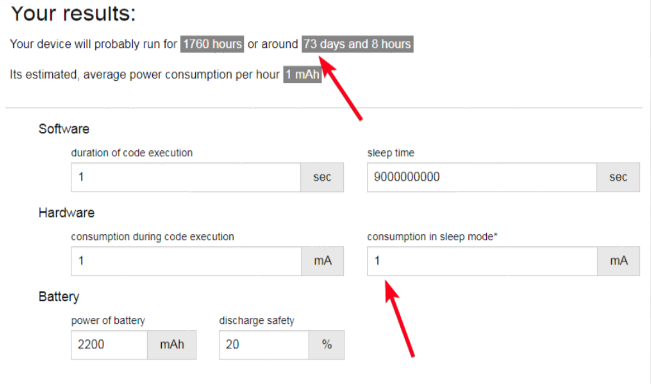 Your results:
Your device will probably run for 1760 hours or around 73 days and 8 hours
Its estimated, average power consumption per hour 1 mAh
Software
duration of code execution sleep time
1 sec 9000000000 sec
Hardware
consumption during code execution consumption in sleep mode*
1 mA 1 mA
Battery
power of battery discharge safety
2200 mAh 20 %